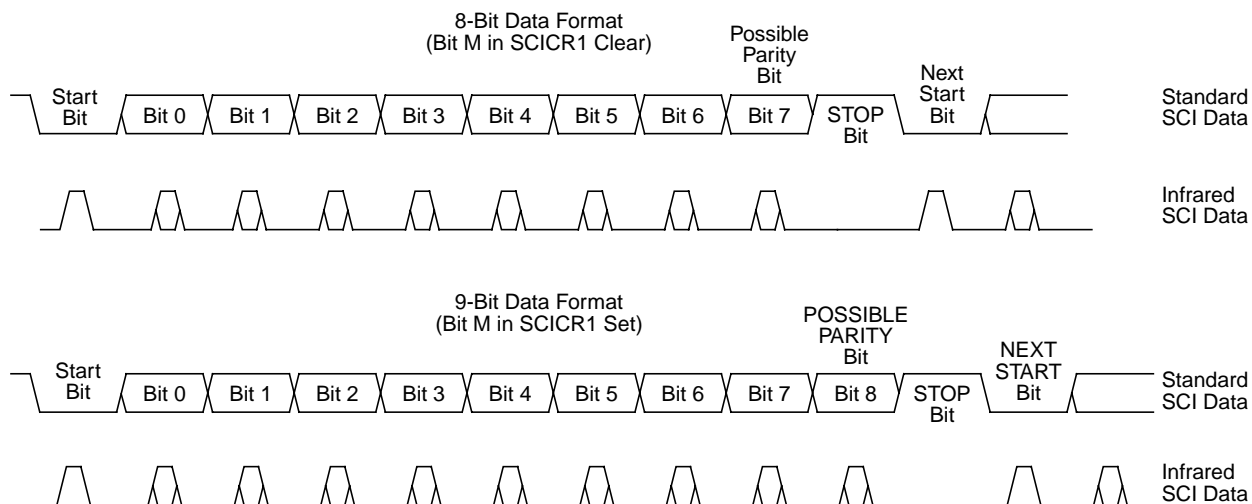 8-Bit Data Format
(Bit M in SCICR1 Clear)
Possible
Parity
Bit
Start
Bit
Bit 0
Bit 1
Bit 2
Bit 3
Bit 4
Bit 5
Bit 6
Bit 7
STOP
Bit
Next
Start
Bit
Standard
SCI Data
Infrared
SCI Data
9-Bit Data Format
(Bit M in SCICR1 Set)
POSSIBLE
PARITY
Bit
Start
Bit
Bit 0
Bit 1
Bit 2
Bit 3
Bit 4
Bit 5
Bit 6
Bit 7
Bit 8
STOP
Bit
NEXT
START
Bit
Standard
SCI Data
Infrared
SCI Data